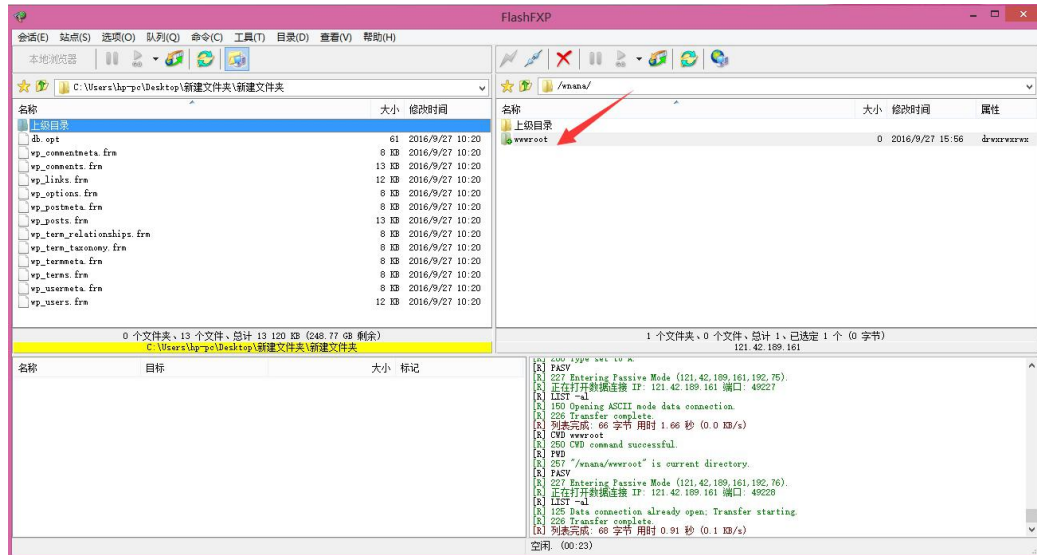 FlashFXP
会话(E) 站点(S) 选项(O) 队列(Q) 命令(C) 工具(T) 目录(D) 查看(V) 帮助(H)
本地浏览器
C:\Users\hp-pc\Desktop\新建文件夹\新建文件夹
名称 大小 修改时间
上级目录
db.opt 61 2016/9/27 10:20
wp_commentmeta.frm 8 KB 2016/9/27 10:20
wp_comments.frm 13 KB 2016/9/27 10:20
wp_links.frm 12 KB 2016/9/27 10:20
wp_options.frm 8 KB 2016/9/27 10:20
wp_postmeta.frm 8 KB 2016/9/27 10:20
wp_posts.frm 13 KB 2016/9/27 10:20
wp_term_relationships.frm 8 KB 2016/9/27 10:20
wp_term_taxonomy.frm 8 KB 2016/9/27 10:20
wp_termmeta.frm 8 KB 2016/9/27 10:20
wp_terms.frm 8 KB 2016/9/27 10:20
wp_usermeta.frm 8 KB 2016/9/27 10:20
wp_users.frm 12 KB 2016/9/27 10:20
0 个文件夹、13 个文件、总计 13 120 KB (248.77 GB 剩余)
C:\Users\hp-pc\Desktop\新建文件夹\新建文件夹
/wnana/
名称 大小 修改时间 属性
上级目录
wwwroot 0 2016/9/27 15:56 drwxrwxrwx
1 个文件夹、0 个文件、总计 1、已选定 1 个 (0 字节)
121.42.189.161
名称 目标 大小 标记
[R] 200 Type set to A.
[R] PASV
[R] 227 Entering Passive Mode (121,42,189,161,192,75).
[R] 正在打开数据连接 IP: 121.42.189.161 端口: 49227
[R] LIST -al
[R] 150 Opening ASCII mode data connection.
[R] 226 Transfer complete.
[R] 列表完成: 66 字节 用时 1.66 秒 (0.0 KB/s)
[R] CWD wwwroot
[R] 250 CWD command successful.
[R] PWD
[R] 257 "/wnana/wwwroot" is current directory.
[R] PASV
[R] 227 Entering Passive Mode (121,42,189,161,192,76).
[R] 正在打开数据连接 IP: 121.42.189.161 端口: 49228
[R] LIST -al
[R] 125 Data connection already open; Transfer starting.
[R] 226 Transfer complete.
[R] 列表完成: 68 字节 用时 0.91 秒 (0.1 KB/s)
空闲. (00:23)